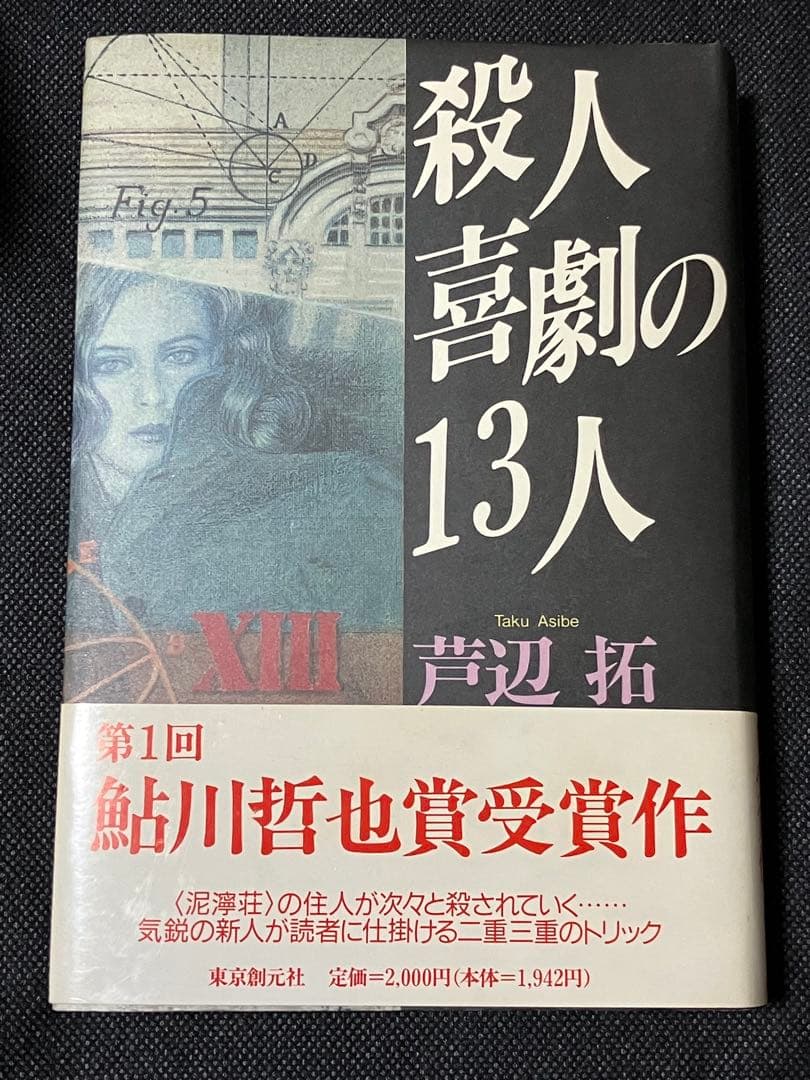 殺人
喜劇の
13人
Taku Asibe
芦辺 拓
A
D
C
Fig. 5
E
S
XIII
第1回
鮎川哲也賞受賞作
〈泥濘荘〉の住人が次々と殺されていく……
気鋭の新人が読者に仕掛ける二重三重のトリック
東京創元社 定価=2,000円(本体=1,942円)